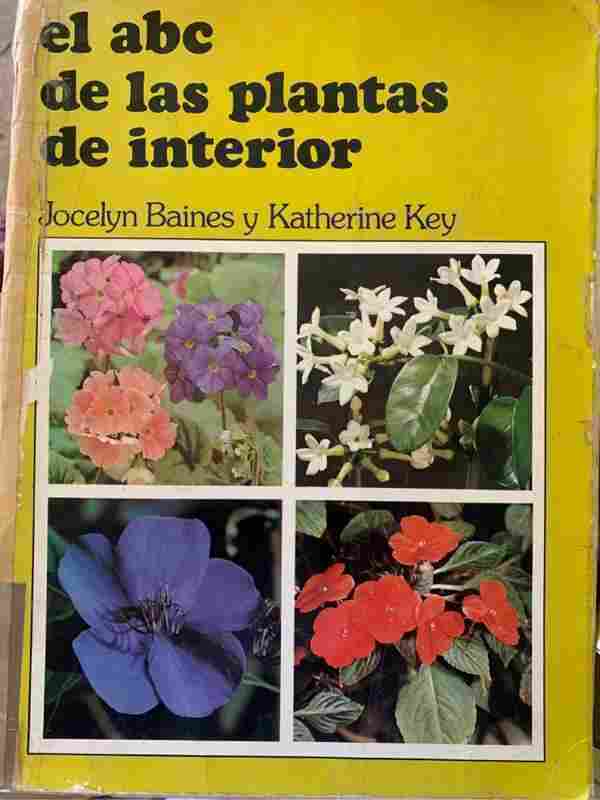 el abc
de las plantas
de interior
Jocelyn Baines y Katherine Key